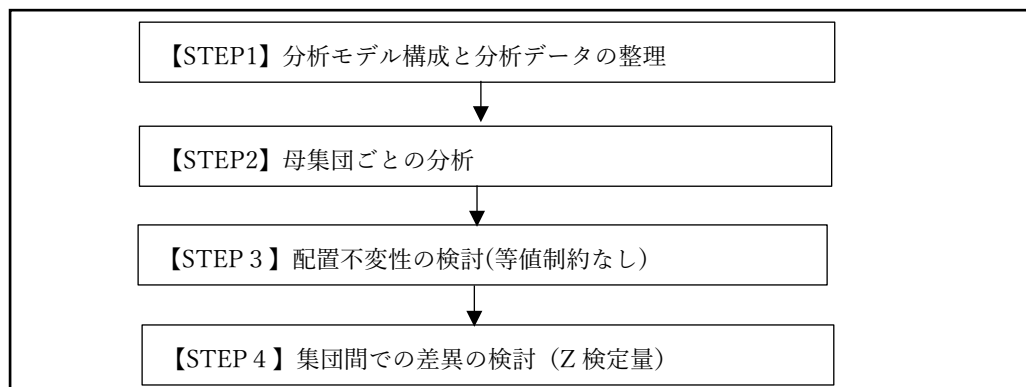 【STEP1】分析モデル構成と分析データの整理
【STEP2】母集団ごとの分析
【STEP３】配置不変性の検討(等値制約なし)
【STEP４】集団間での差異の検討（Z 検定量）